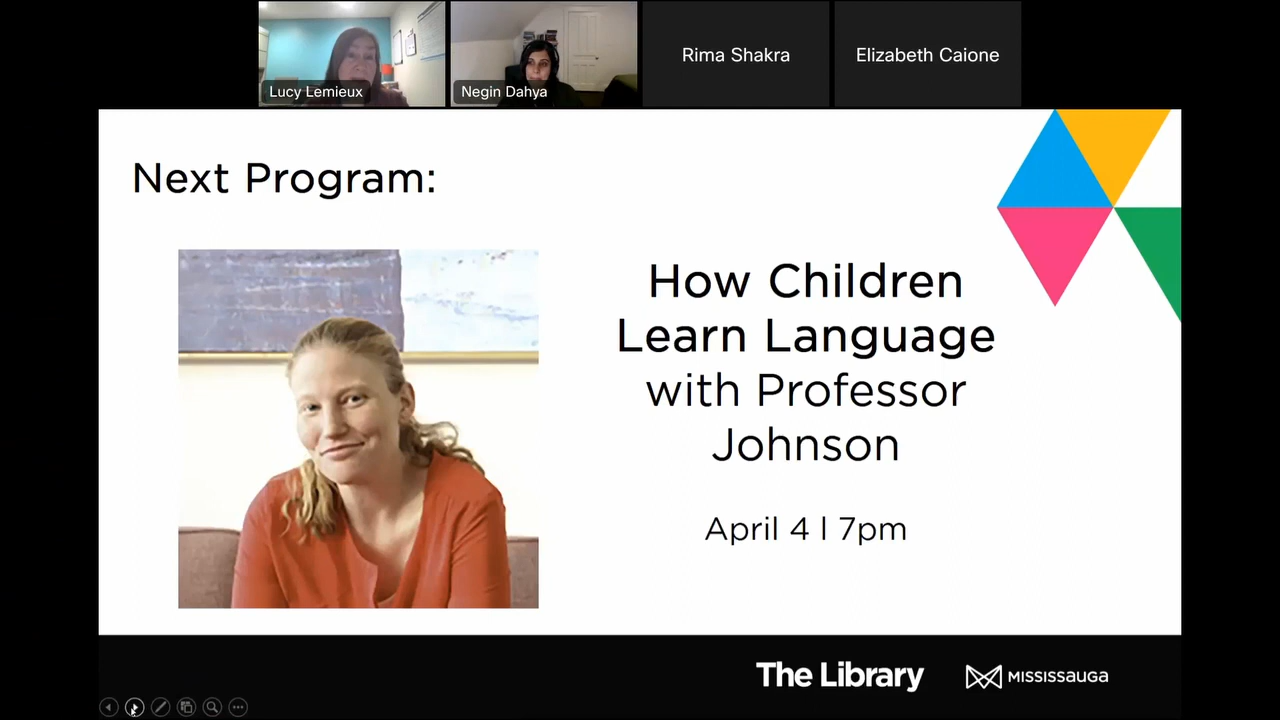 Lucy Lemieux
Negin Dahya
Rima Shakra
Elizabeth Caione
Next Program:
How Children
Learn Language
with Professor
Johnson
April 4 | 7pm
The Library
MISSISSAUGA